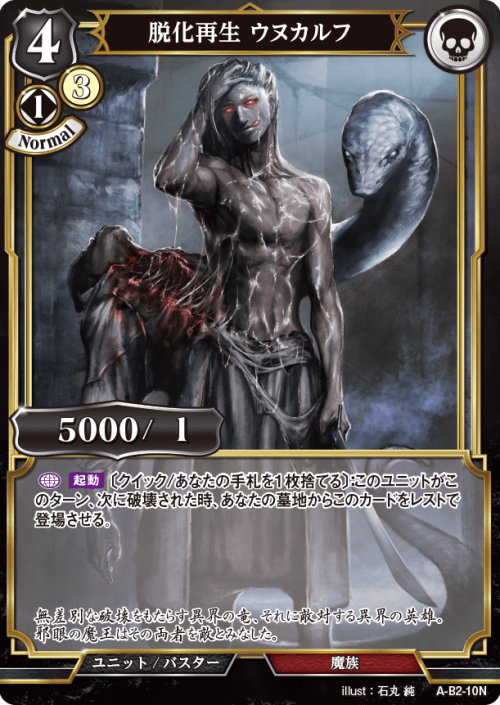 4
脱化再生 ウヌカルフ
1
3
Normal
5000/ 1
起動 〔クイック/あなたの手札を1枚捨てる〕:このユニットがこ
のターン、次に破壊された時、あなたの墓地からこのカードをレストで
登場させる。
無差別な破壊をもたらす異界の竜、それに敵対する異界の英雄。
邪眼の魔王はその両者を敵とみなした。
ユニット / バスター
魔族
illust : 石丸 純
A-B2-10N